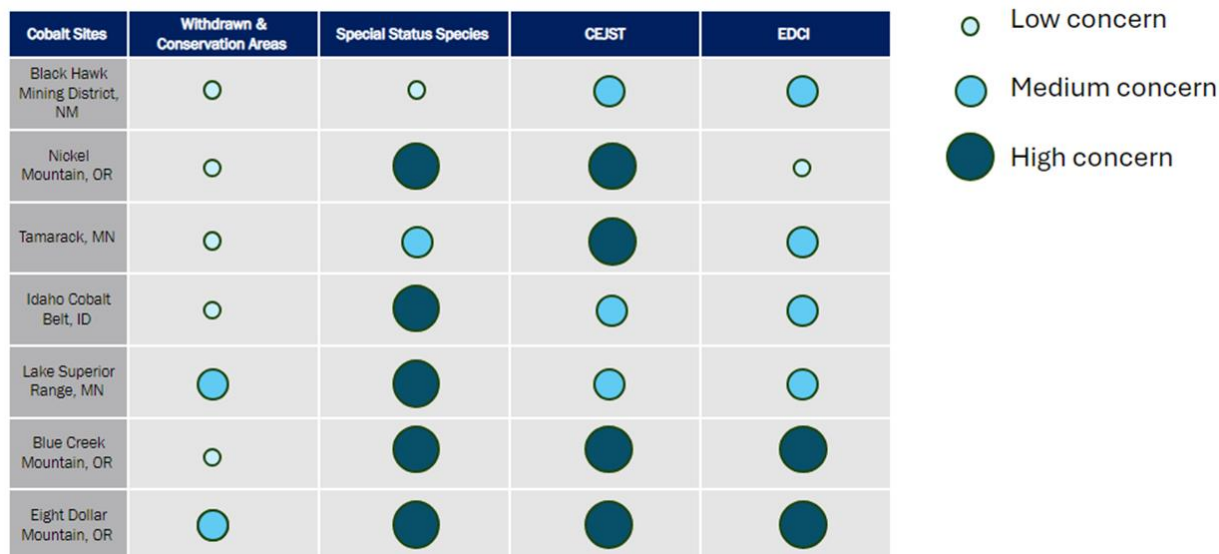 Cobalt Sites
Withdrawn &
Conservation Areas
Special Status Species
CEJST
EDCI
Black Hawk
Mining District,
NM
Nickel
Mountain, OR
Tamarack, MN
Idaho Cobalt
Belt, ID
Lake Superior
Range, MN
Blue Creek
Mountain, OR
Eight Dollar
Mountain, OR
Low concern
Medium concern
High concern